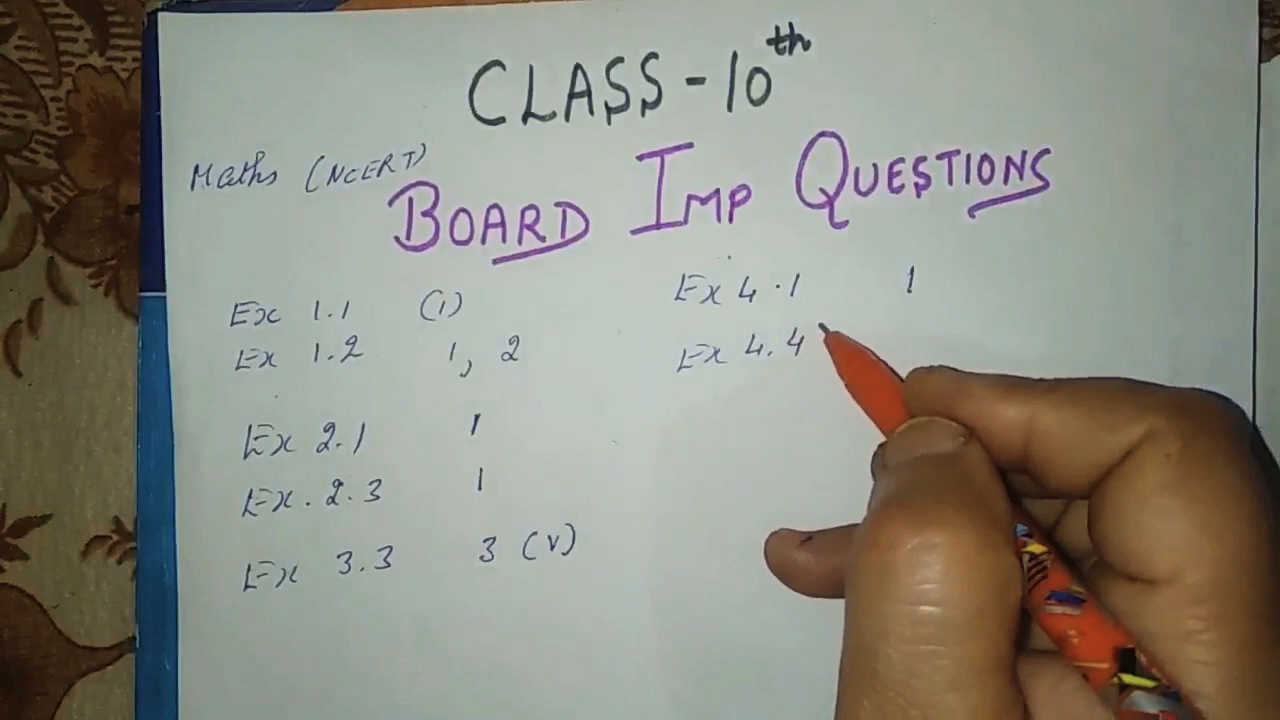 CLASS - 10th
Maths (NCERT)
BOARD IMP QUESTIONS
Ex 1.1 (i)
Ex 1.2 1, 2
Ex 2.1 1
Ex. 2.3 1
Ex 3.3 3 (v)
Ex 4.1 1
Ex 4.4